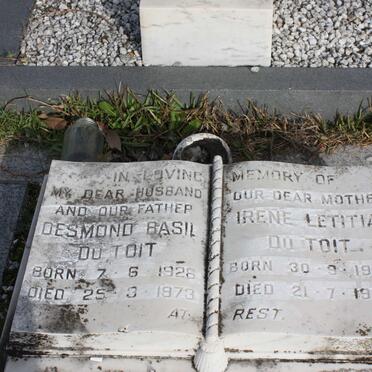 IN LOVING
MY DEAR HUSBAND
AND OUR FATHER
DESMOND BASIL
DU TOIT
BORN 7 6 1926
DIED 25 3 1973
AT
MEMORY OF
OUR DEAR MOTHE
IRENE LETITIA
DU TOIT
BORN 30 9 19
DIED 21 7 19
REST.